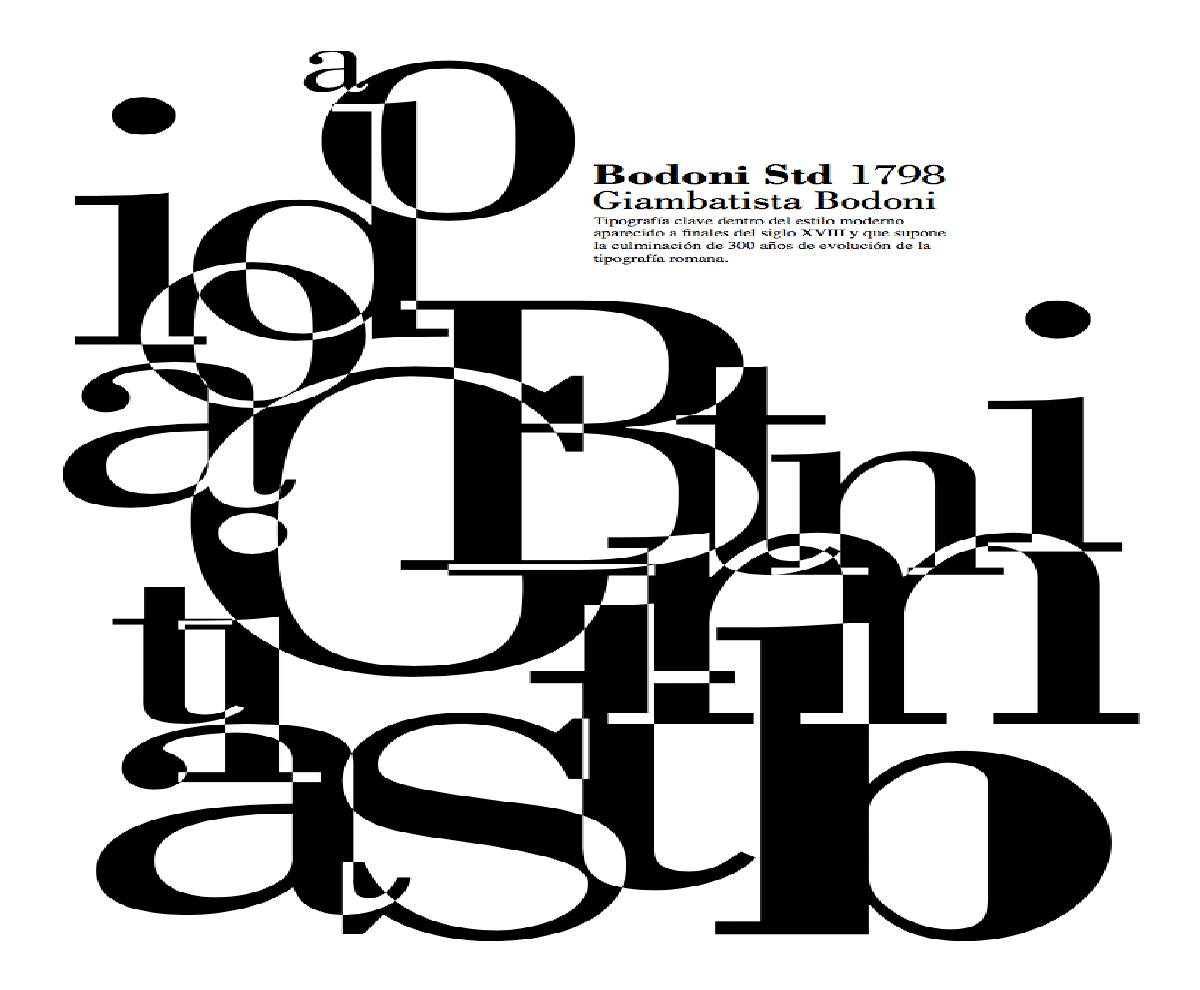 Bodoni Std 1798
Giambatista Bodoni
Tipografía clave dentro del estilo moderno
aparecido a finales del siglo XVIII y que supone
la culminación de 300 años de evolución de la
tipografía romana.
a
o
i
i
o
o
a
G
B
t
n
i
i
m
t
i
a
s
t
b